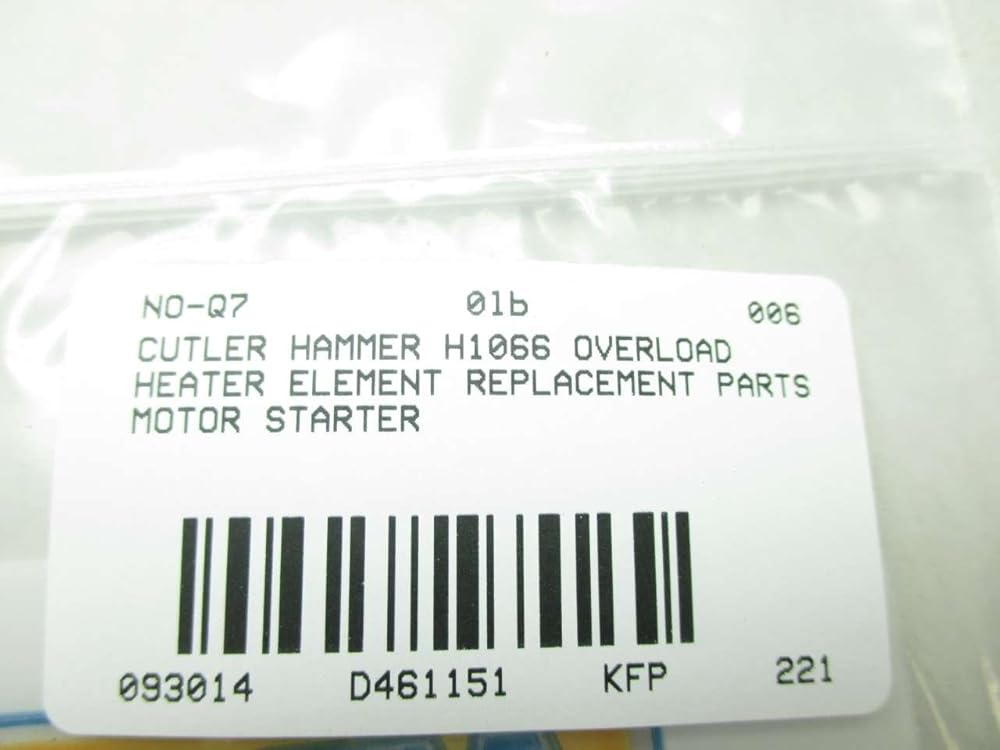 NO-Q7 01b 006
CUTLER HAMMER H1066 OVERLOAD
HEATER ELEMENT REPLACEMENT PARTS
MOTOR STARTER
093014 D461151 KFP 221